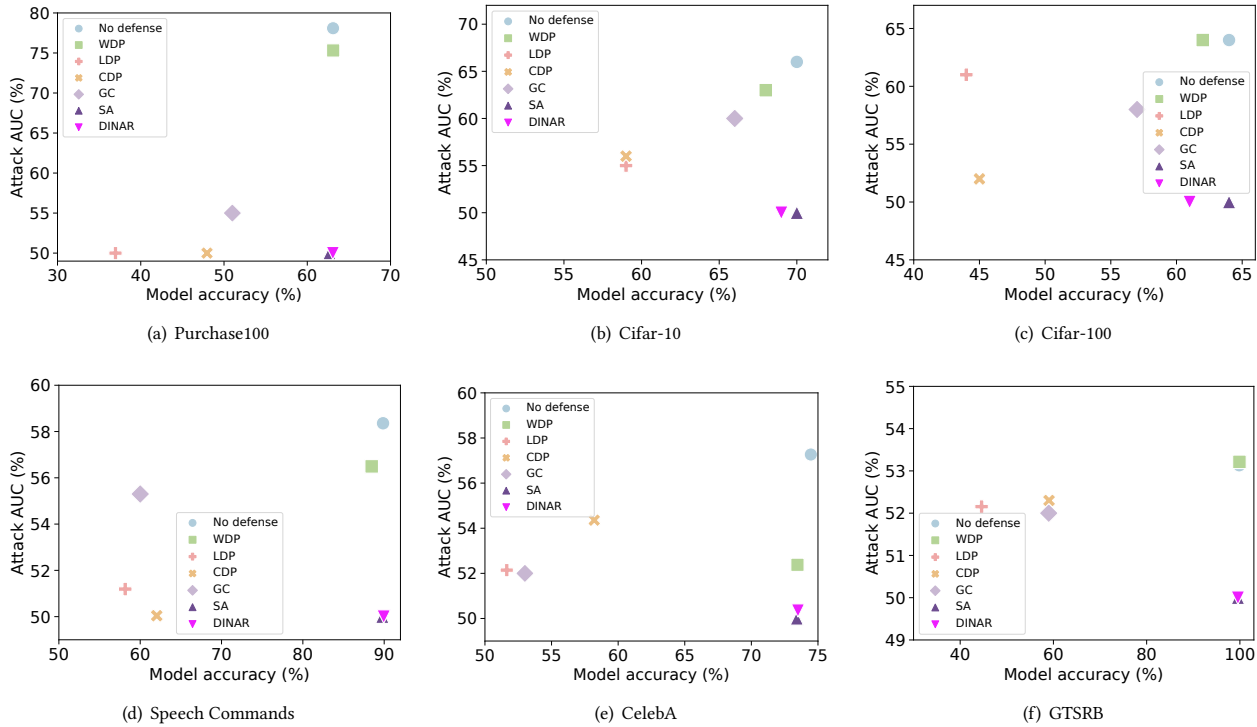 80
75
70
65
60
55
50
Attack AUC (%)
No defense
WDP
LDP
CDP
GC
SA
DINAR
30 40 50 60 70
Model accuracy (%)
(a) Purchase100
70
65
60
55
50
45
Attack AUC (%)
No defense
WDP
LDP
CDP
GC
SA
DINAR
50 55 60 65 70
Model accuracy (%)
(b) Cifar-10
65
60
55
50
45
Attack AUC (%)
No defense
WDP
LDP
CDP
GC
SA
DINAR
40 45 50 55 60 65
Model accuracy (%)
(c) Cifar-100
60
58
56
54
52
50
Attack AUC (%)
No defense
WDP
LDP
CDP
GC
SA
DINAR
50 60 70 80 90
Model accuracy (%)
(d) Speech Commands
60
58
56
54
52
50
Attack AUC (%)
No defense
WDP
LDP
CDP
GC
SA
DINAR
50 55 60 65 70 75
Model accuracy (%)
(e) CelebA
55
54
53
52
51
50
49
Attack AUC (%)
No defense
WDP
LDP
CDP
GC
SA
DINAR
40 60 80 100
Model accuracy (%)
(f) GTSRB